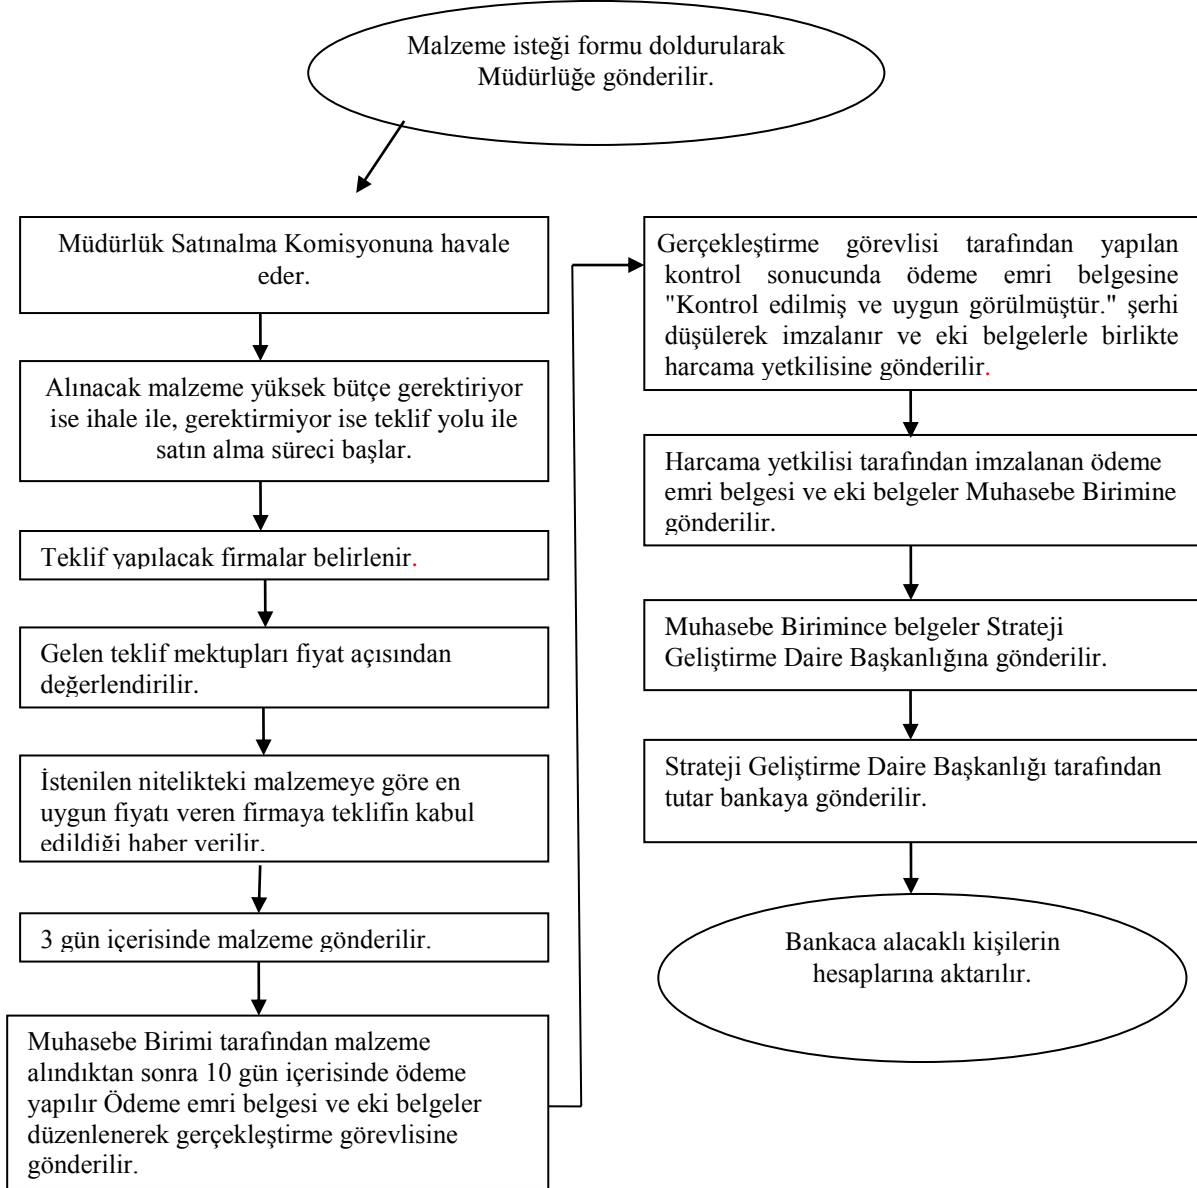 Malzeme isteği formu doldurularak
Müdürlüğe gönderilir.
Müdürlük Satınalma Komisyonuna havale
eder.
Alınacak malzeme yüksek bütçe gerektiriyor
ise ihale ile, gerektirmiyor ise teklif yolu ile
satın alma süreci başlar.
Teklif yapılacak firmalar belirlenir.
Gelen teklif mektupları fiyat açısından
değerlendirilir.
İstenilen nitelikteki malzemeye göre en
uygun fiyatı veren firmaya teklifin kabul
edildiği haber verilir.
3 gün içerisinde malzeme gönderilir.
Muhasebe Birimi tarafından malzeme
alındıktan sonra 10 gün içerisinde ödeme
yapılır Ödeme emri belgesi ve eki belgeler
düzenlenerek gerçekleştirme görevlisine
gönderilir.
Gerçekleştirme görevlisi tarafından yapılan
kontrol sonucunda ödeme emri belgesine
"Kontrol edilmiş ve uygun görülmüştür." şerhi
düşülerek imzalanır ve eki belgelerle birlikte
harcama yetkilisine gönderilir.
Harcama yetkilisi tarafından imzalanan ödeme
emri belgesi ve eki belgeler Muhasebe Birimine
gönderilir.
Muhasebe Birimince belgeler Strateji
Geliştirme Daire Başkanlığına gönderilir.
Strateji Geliştirme Daire Başkanlığı tarafından
tutar bankaya gönderilir.
Bankaca alacaklı kişilerin
hesaplarına aktarılır.